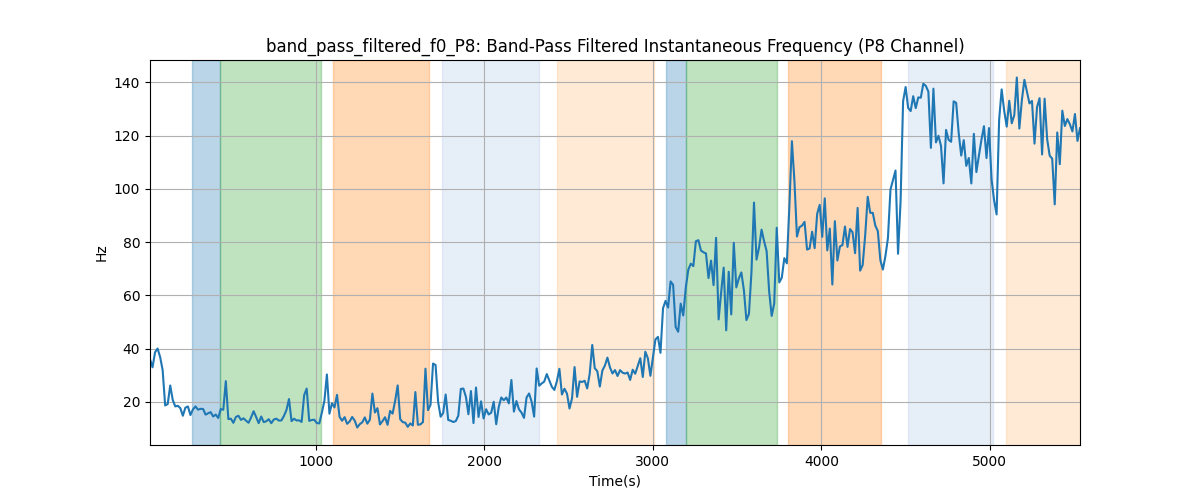 band_pass_filtered_f0_P8: Band-Pass Filtered Instantaneous Frequency (P8 Channel)
140
120
100
80
60
40
20
Hz
1000 2000 3000 4000 5000
Time(s)